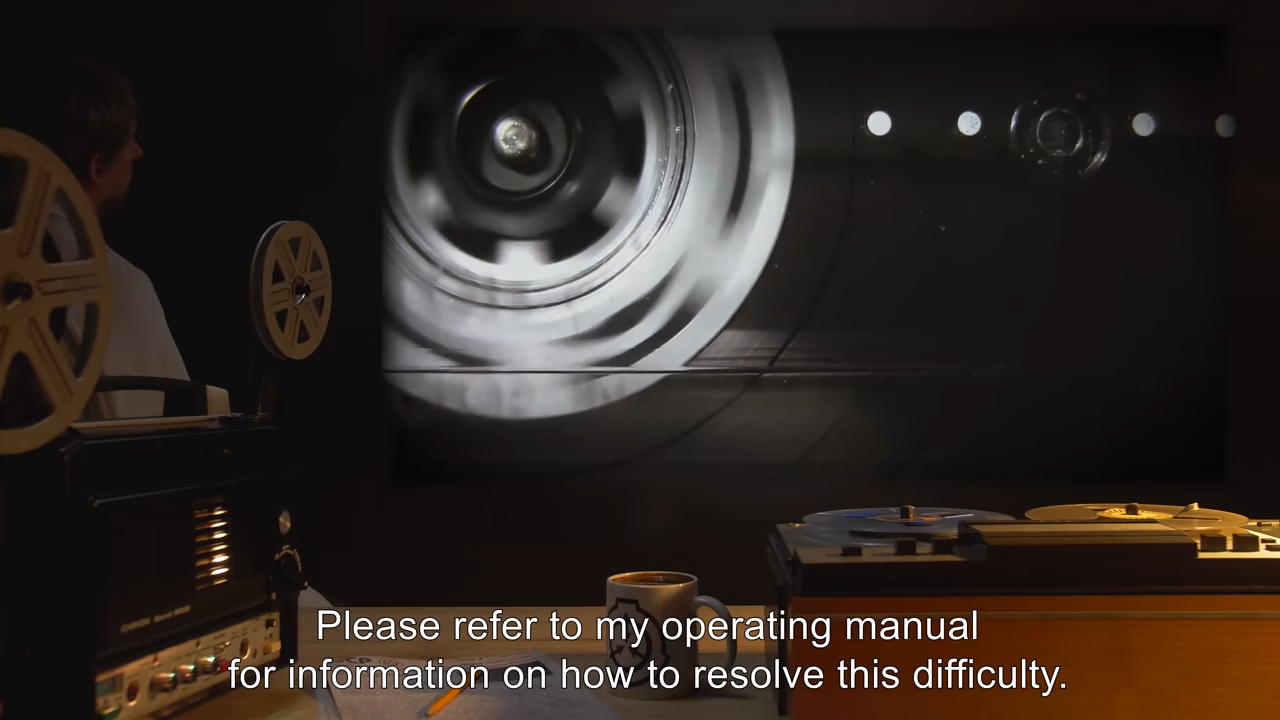 Please refer to my operating manual
for information on how to resolve this difficulty.